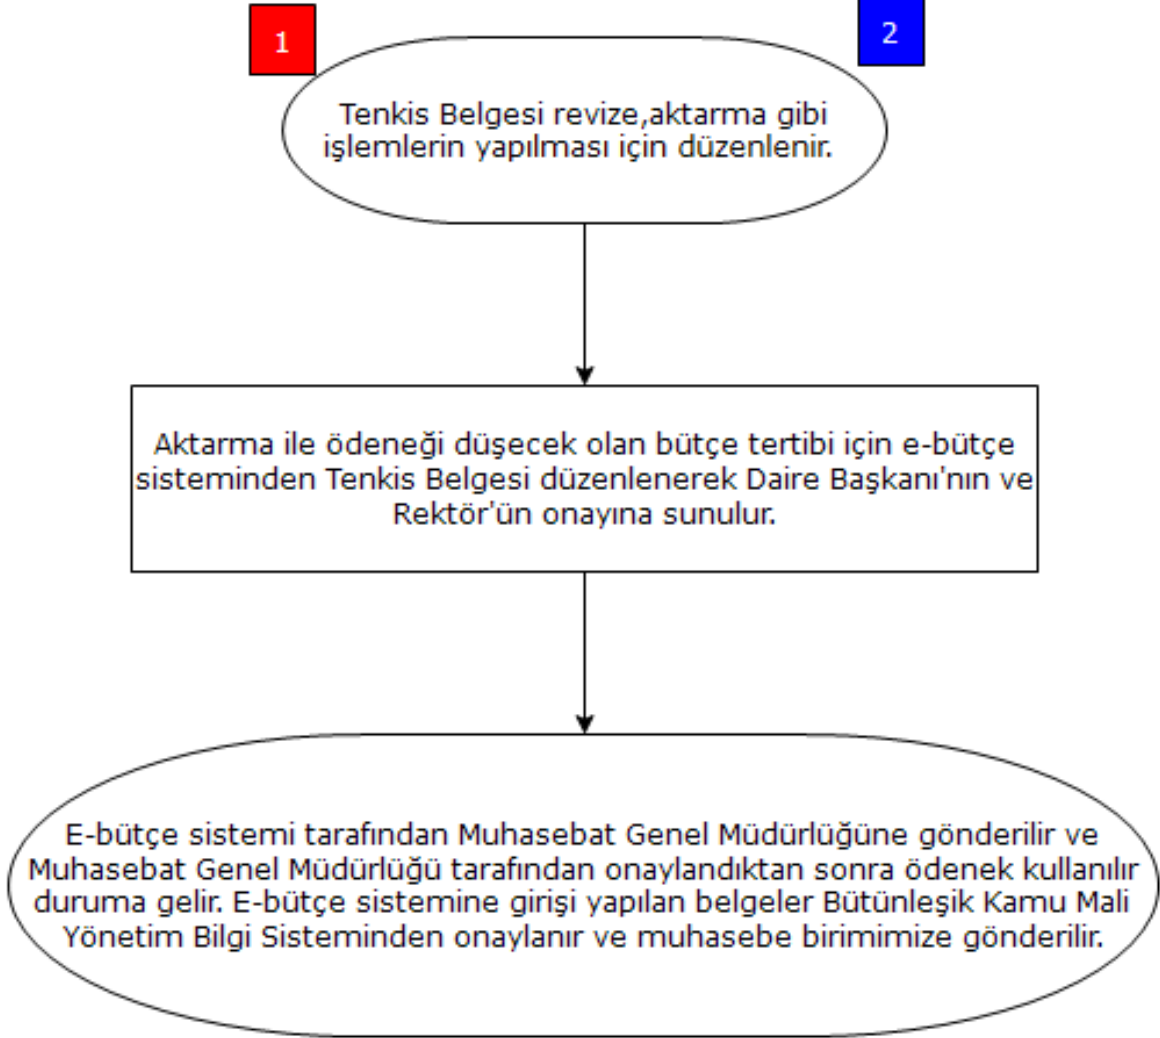 1
2
Tenkis Belgesi revize,aktarma gibi
işlemlerin yapılması için düzenlenir.
Aktarma ile ödeneği düşecek olan bütçe tertibi için e-bütçe
sisteminden Tenkis Belgesi düzenlenerek Daire Başkanı'nın ve
Rektör'ün onayına sunulur.
E-bütçe sistemi tarafından Muhasebat Genel Müdürlüğüne gönderilir ve
Muhasebat Genel Müdürlüğü tarafından onaylandıktan sonra ödenek kullanılır
duruma gelir. E-bütçe sistemine girişi yapılan belgeler Bütünleşik Kamu Mali
Yönetim Bilgi Sisteminden onaylanır ve muhasebe birimimize gönderilir.